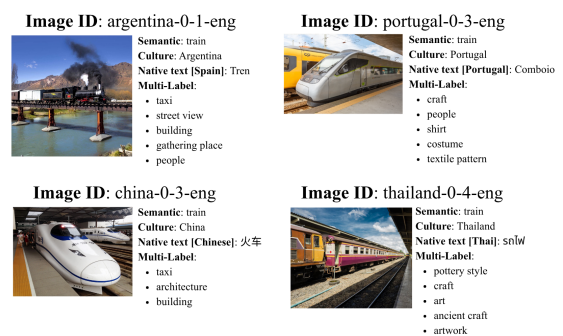 Image ID: argentina-0-1-eng
Semantic: train
Culture: Argentina
Native text [Spain]: Tren
Multi-Label:
• taxi
• street view
• building
• gathering place
• people
Image ID: portugal-0-3-eng
Semantic: train
Culture: Portugal
Native text [Portugal]: Comboio
Multi-Label:
• craft
• people
• shirt
• costume
• textile pattern
Image ID: china-0-3-eng
Semantic: train
Culture: China
Native text [Chinese]: 火车
Multi-Label:
• taxi
• architecture
• building
Image ID: thailand-0-4-eng
Semantic: train
Culture: Thailand
Native text [Thai]: รถไฟ
Multi-Label:
• pottery style
• craft
• art
• ancient craft
• artwork